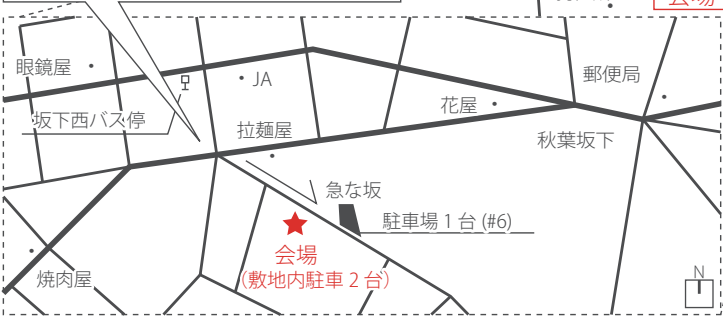 会場
眼鏡屋
JA
郵便局
坂下西バス停
花屋
拉麺屋
秋葉坂下
急な坂
駐車場 1 台 (#6)
会場
（敷地内駐車 2 台）
焼肉屋
N